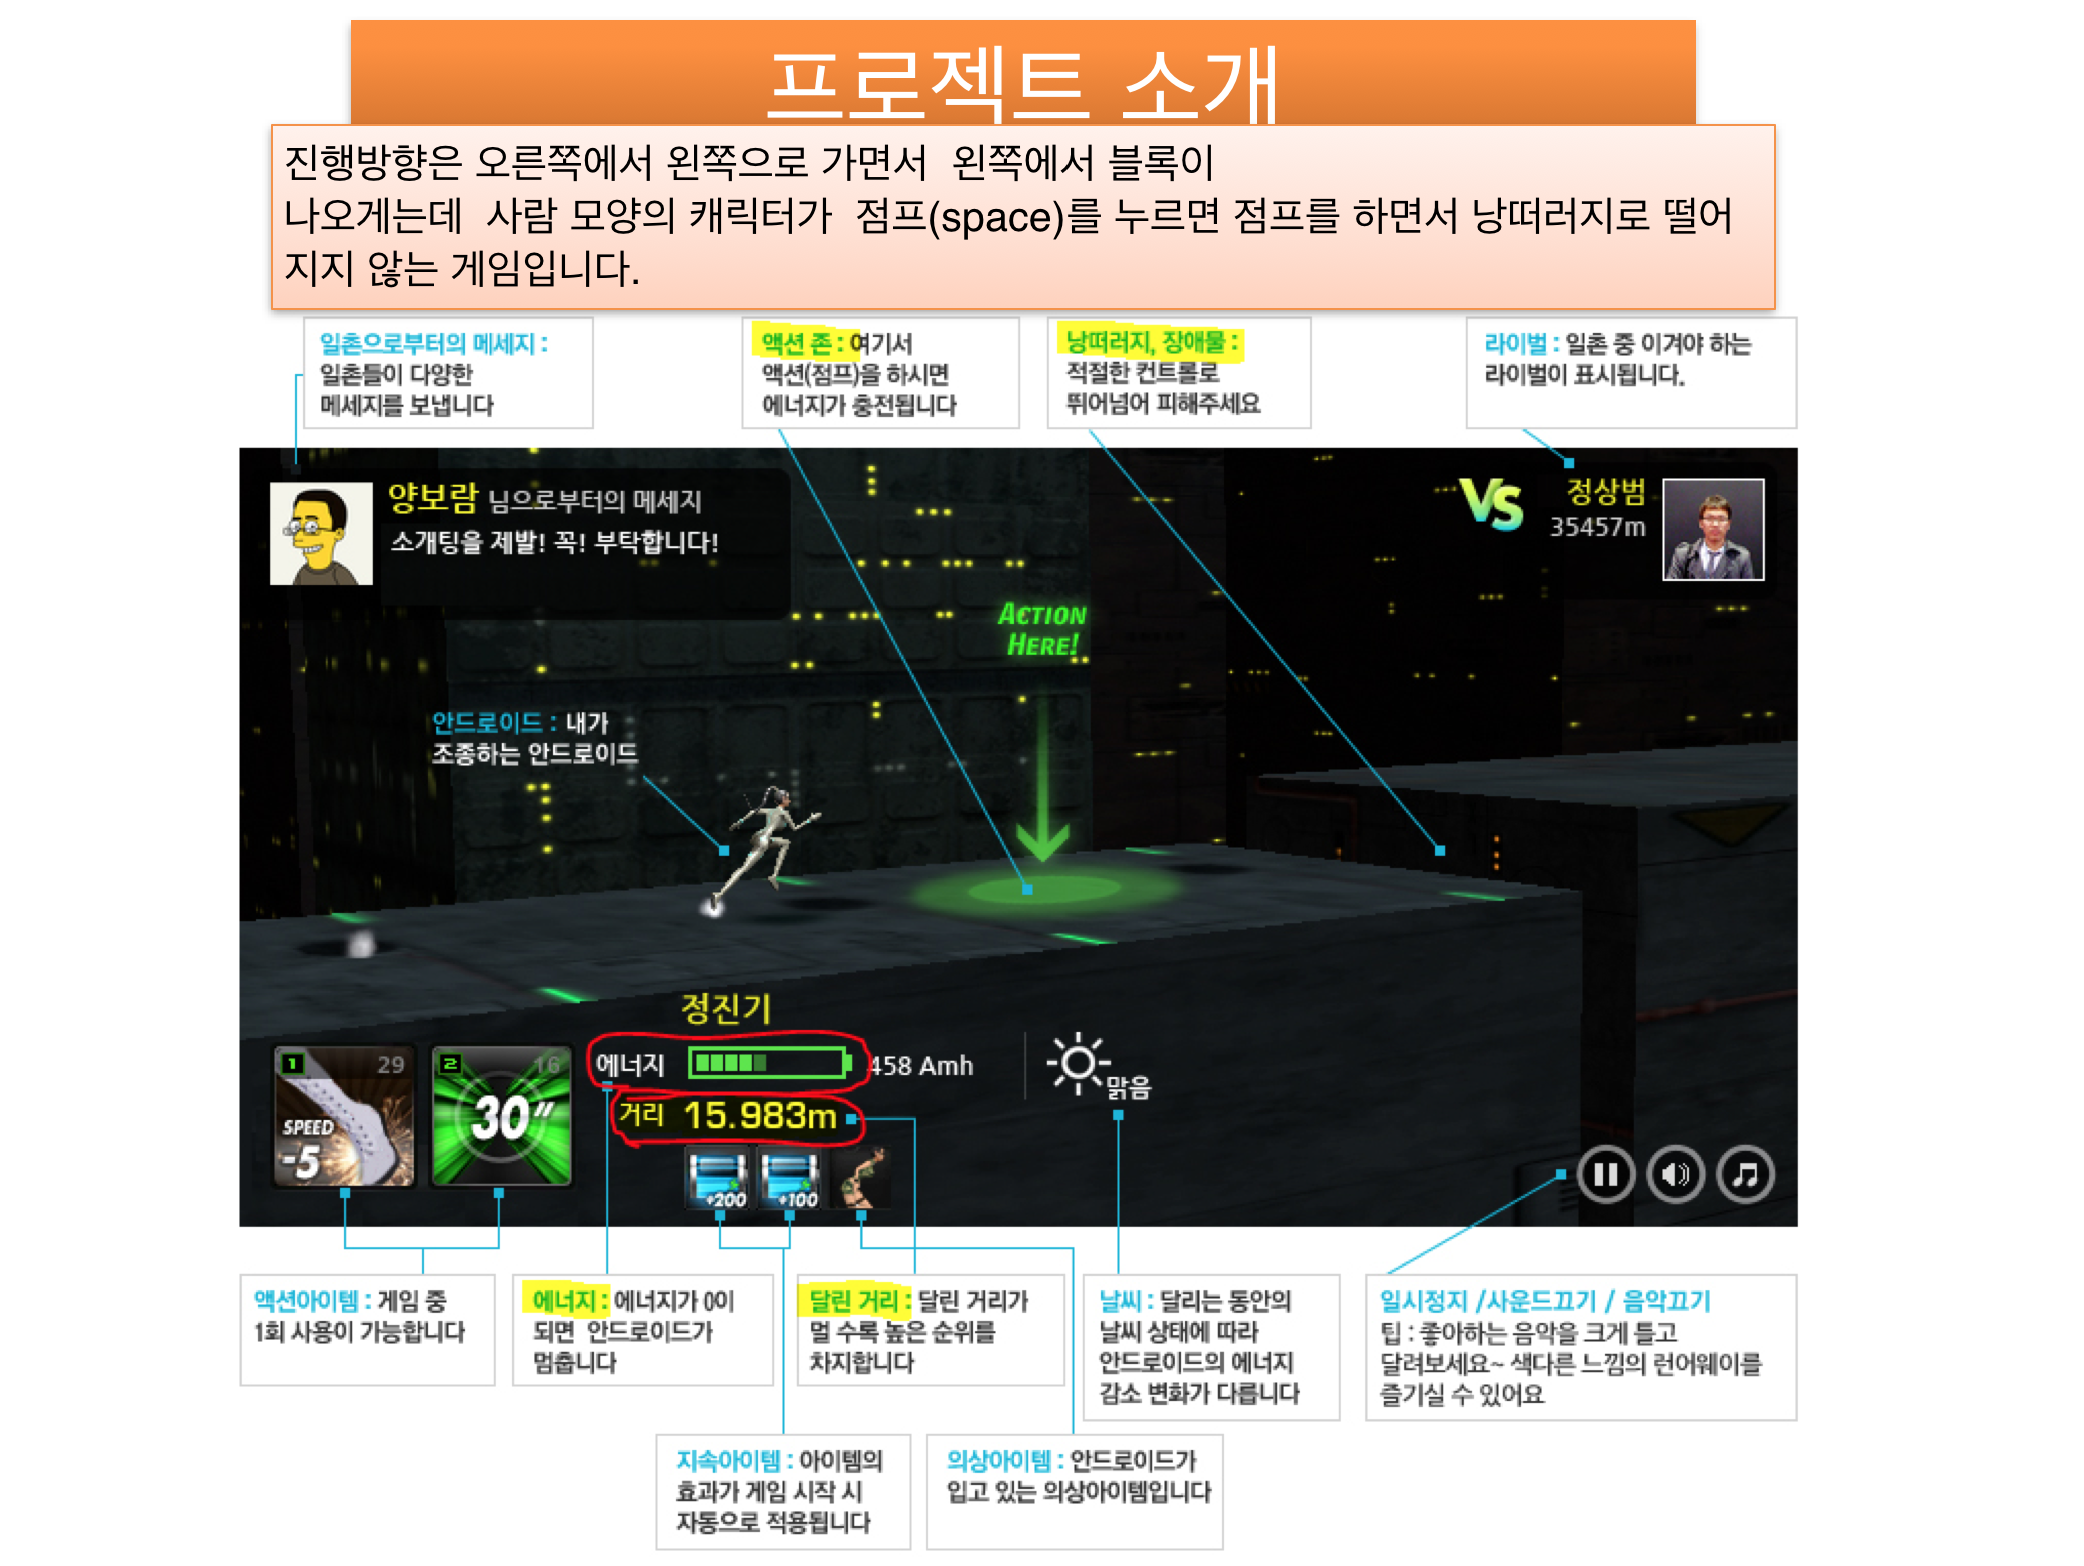 프로젝트 소개
진행방향은 오른쪽에서 왼쪽으로 가면서  왼쪽에서 블록이
나오게는데  사람 모양의 캐릭터가  점프(space)를 누르면 점프를 하면서 낭떠러지로 떨어
지지 않는 게임입니다.
일촌으로부터의 메세지 :
일촌들이 다양한
메세지를 보냅니다
액션 존 : 여기서
액션(점프)을 하시면
에너지가 충전됩니다
낭떠러지, 장애물 :
적절한 컨트롤로
뛰어넘어 피해주세요
라이벌 : 일촌 중 이겨야 하는
라이벌이 표시됩니다.
양보람 님으로부터의 메세지
소개팅을 제발! 꼭! 부탁합니다!
VS
정상범
35457m
ACTION
HERE!
안드로이드 : 내가
조종하는 안드로이드
정진기
1 29
SPEED
-5
2 16
30"
에너지
458 Amh
맑음
거리 15.983m
+200
+100
액션아이템 : 게임 중
1회 사용이 가능합니다
에너지 : 에너지가 0이
되면  안드로이드가
멈춥니다
달린 거리 : 달린 거리가
멀 수록 높은 순위를
차지합니다
날씨 : 달리는 동안의
날씨 상태에 따라
안드로이드의 에너지
감소 변화가 다릅니다
일시정지 /사운드끄기 / 음악끄기
팁 : 좋아하는 음악을 크게 틀고
달려보세요~ 색다른 느낌의 런어웨이를
즐기실 수 있어요
지속아이템 : 아이템의
효과가 게임 시작 시
자동으로 적용됩니다
의상아이템 : 안드로이드가
입고 있는 의상아이템입니다